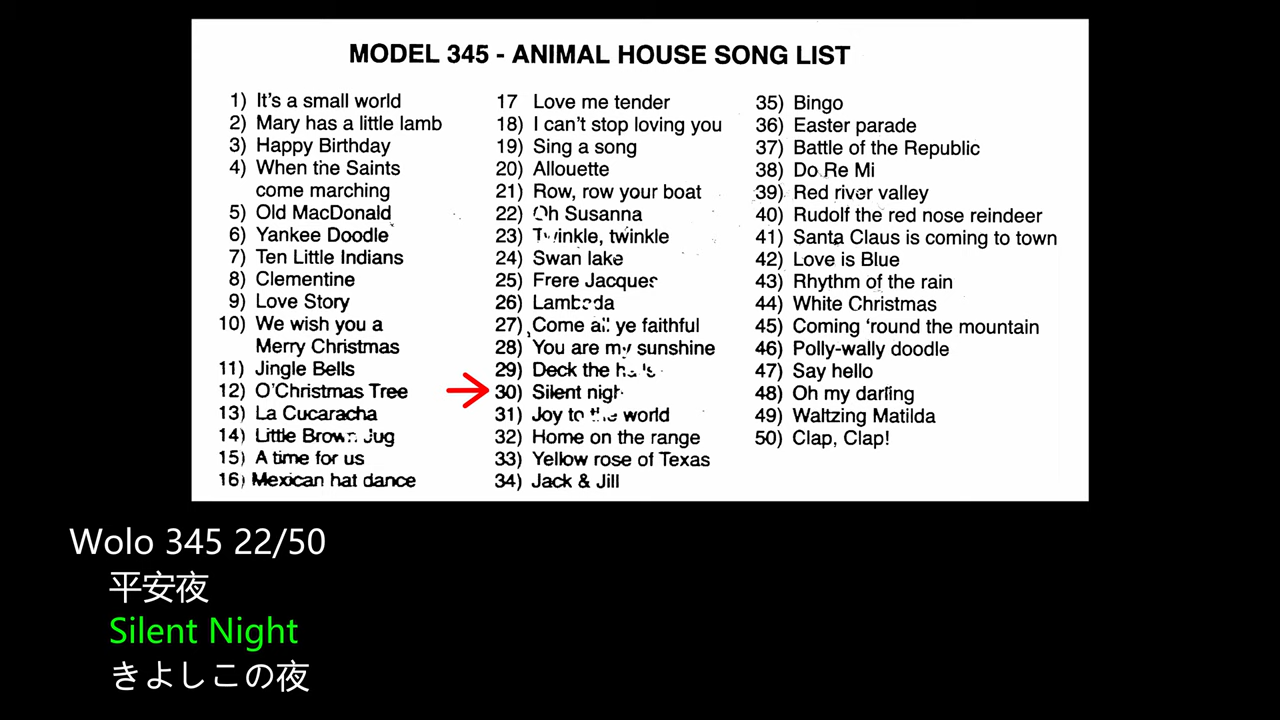 MODEL 345 - ANIMAL HOUSE SONG LIST
1) It's a small world
2) Mary has a little lamb
3) Happy Birthday
4) When the Saints
come marching
5) Old MacDonald
6) Yankee Doodle
7) Ten Little Indians
8) Clementine
9) Love Story
10) We wish you a
Merry Christmas
11) Jingle Bells
12) O'Christmas Tree
13) La Cucaracha
14) Little Brown Jug
15) A time for us
16) Mexican hat dance
17 Love me tender
18) I can't stop loving you
19) Sing a song
20) Allouette
21) Row, row your boat
22) Oh Susanna
23) Twinkle, twinkle
24) Swan lake
25) Frere Jacques
26) Lambada
27) Come all ye faithful
28) You are my sunshine
29) Deck the halls
30) Silent night
31) Joy to the world
32) Home on the range
33) Yellow rose of Texas
34) Jack & Jill
35) Bingo
36) Easter parade
37) Battle of the Republic
38) Do Re Mi
39) Red river valley
40) Rudolf the red nose reindeer
41) Santa Claus is coming to town
42) Love is Blue
43) Rhythm of the rain
44) White Christmas
45) Coming 'round the mountain
46) Polly-wally doodle
47) Say hello
48) Oh my darling
49) Waltzing Matilda
50) Clap, Clap!
Wolo 345 22/50
平安夜
Silent Night
きよしこの夜